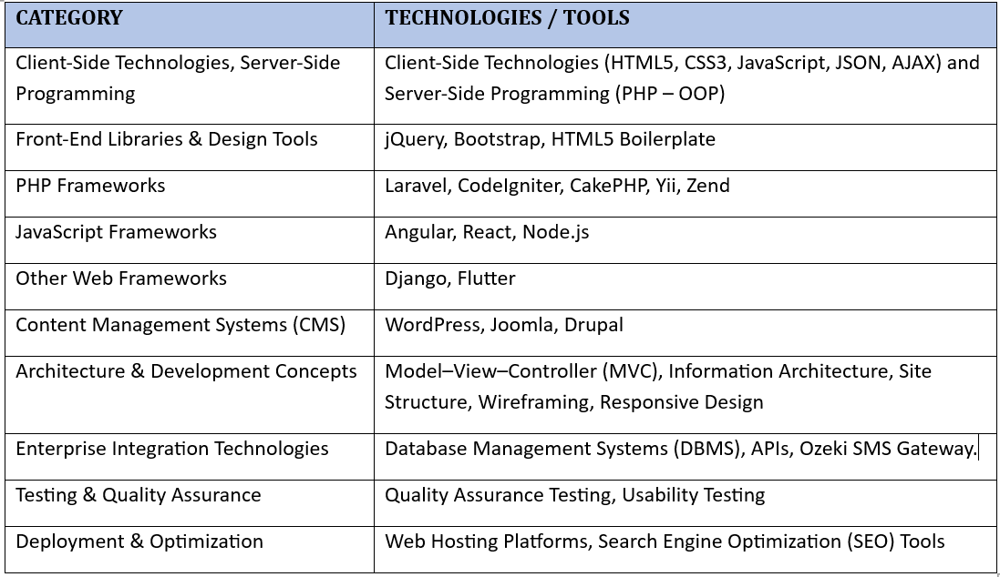 CATEGORY
TECHNOLOGIES / TOOLS
Client-Side Technologies, Server-Side
Programming
Client-Side Technologies (HTML5, CSS3, JavaScript, JSON, AJAX) and
Server-Side Programming (PHP – OOP)
Front-End Libraries & Design Tools
jQuery, Bootstrap, HTML5 Boilerplate
PHP Frameworks
Laravel, CodeIgniter, CakePHP, Yii, Zend
JavaScript Frameworks
Angular, React, Node.js
Other Web Frameworks
Django, Flutter
Content Management Systems (CMS)
WordPress, Joomla, Drupal
Architecture & Development Concepts
Model–View–Controller (MVC), Information Architecture, Site
Structure, Wireframing, Responsive Design
Enterprise Integration Technologies
Database Management Systems (DBMS), APIs, Ozeki SMS Gateway.
Testing & Quality Assurance
Quality Assurance Testing, Usability Testing
Deployment & Optimization
Web Hosting Platforms, Search Engine Optimization (SEO) Tools